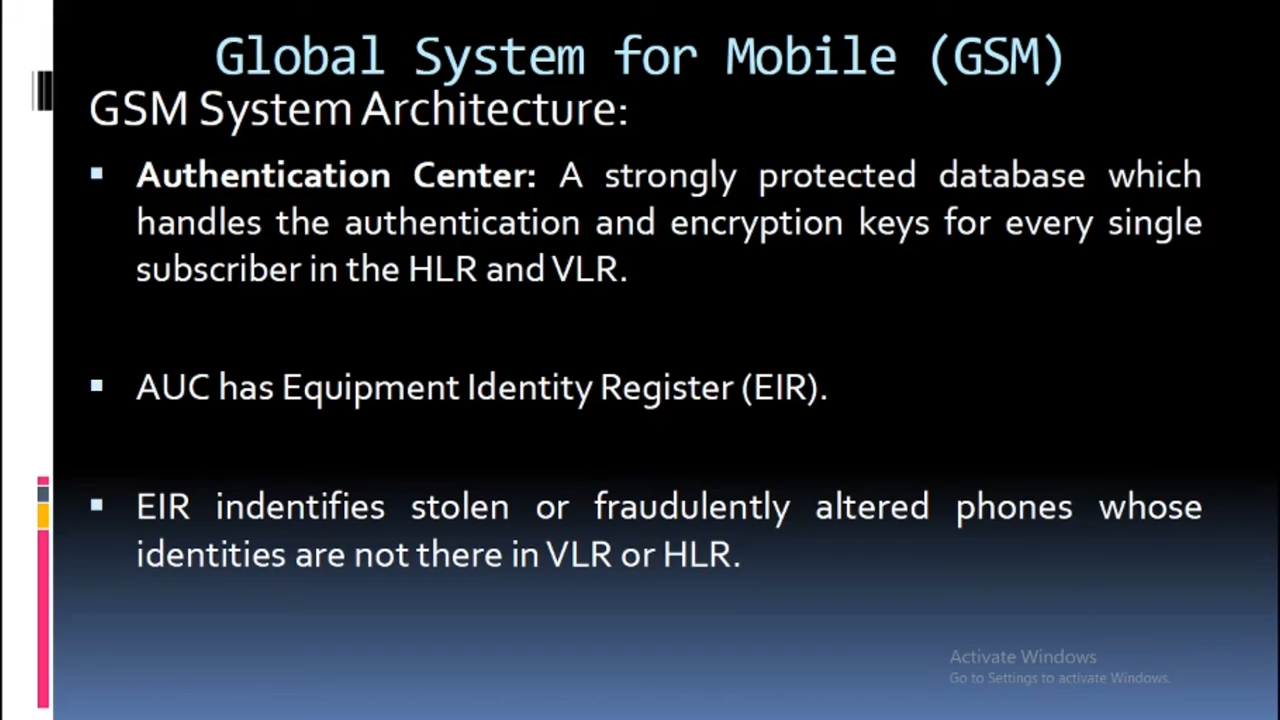 Global System for Mobile (GSM)
GSM System Architecture:
▪ Authentication Center: A strongly protected database which
handles the authentication and encryption keys for every single
subscriber in the HLR and VLR.
▪ AUC has Equipment Identity Register (EIR).
▪ EIR indentifies stolen or fraudulently altered phones whose
identities are not there in VLR or HLR.
Activate Windows
Go to Settings to activate Windows.